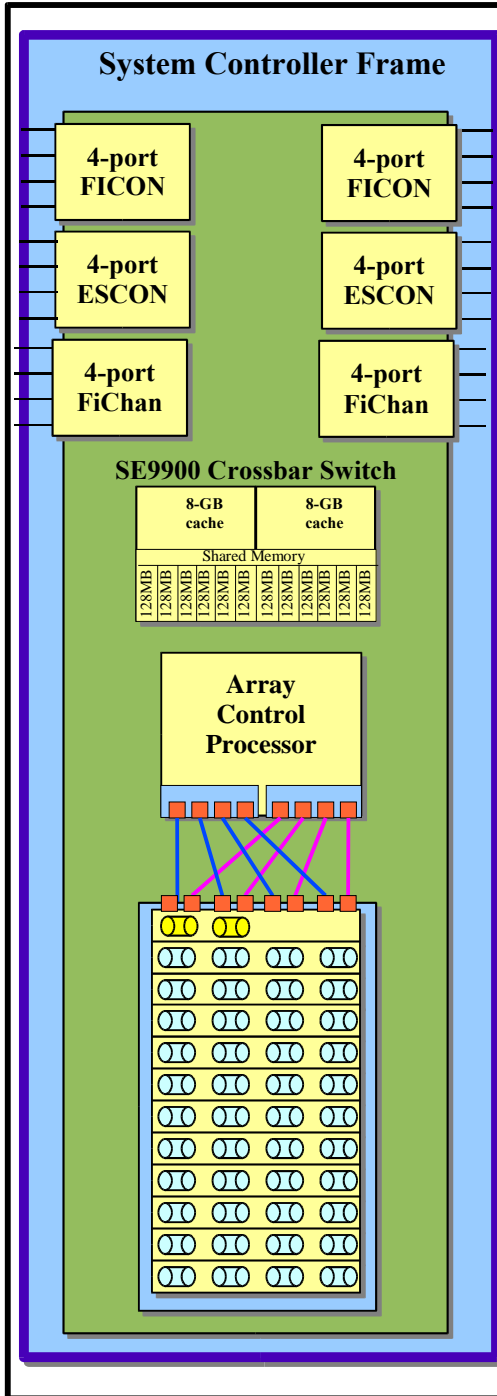 System Controller Frame
4-port
FICON
4-port
FICON
4-port
ESCON
4-port
ESCON
4-port
FiChan
4-port
FiChan
SE9900 Crossbar Switch
8-GB
cache
8-GB
cache
Shared Memory
128MB
128MB
128MB
128MB
128MB
128MB
128MB
128MB
128MB
128MB
128MB
128MB
Array
Control
Processor